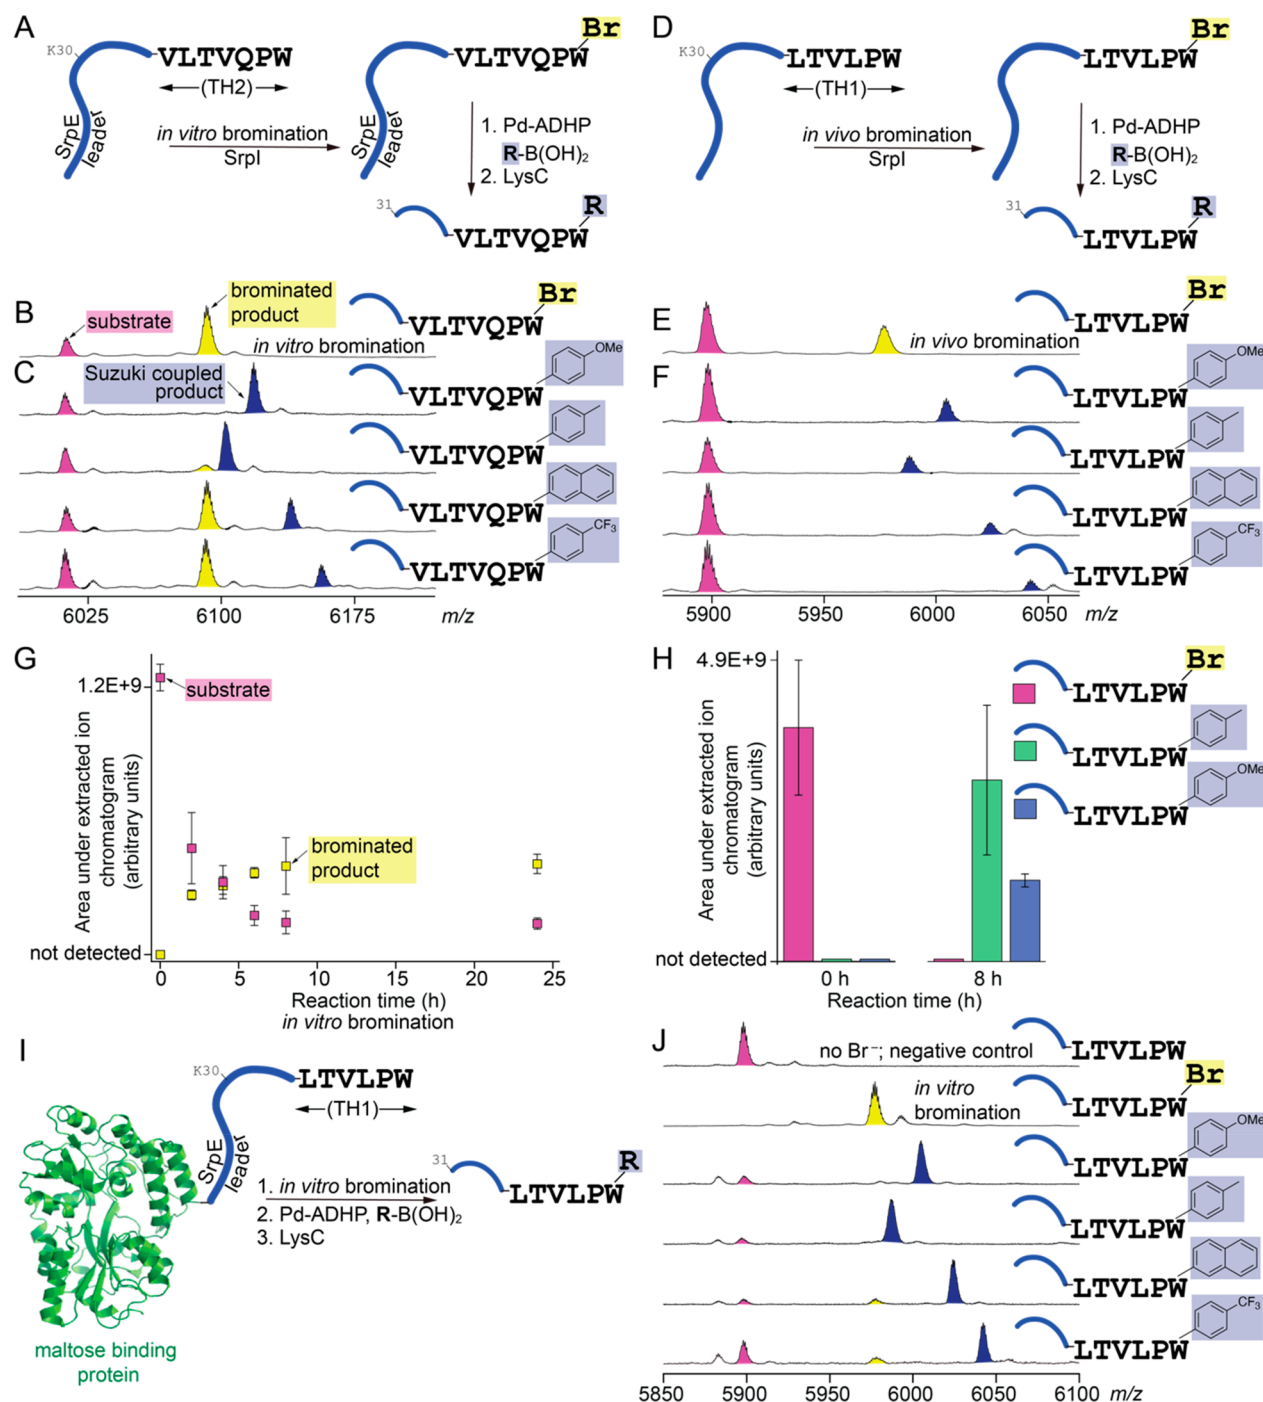 A
K30
VLTVQPW
(TH2)
SrpE
leader
in vitro bromination
SrpI
Br
VLTVQPW
SrpE
leader
1. Pd-ADHP
R-B(OH)₂
2. LysC
31
R
VLTVQPW
D
K30
LTVLPW
(TH1)
in vivo bromination
SrpI
Br
LTVLPW
1. Pd-ADHP
R-B(OH)₂
2. LysC
31
R
LTVLPW
B
substrate
brominated
product
in vitro bromination
Br
VLTVQPW
C
Suzuki coupled
product
OMe
VLTVQPW
VLTVQPW
VLTVQPW
CF₃
VLTVQPW
6025
6100
6175
m/z
E
in vivo bromination
Br
LTVLPW
F
OMe
LTVLPW
LTVLPW
LTVLPW
CF₃
LTVLPW
5900
5950
6000
6050
m/z
G
1.2E+9
substrate
Area under extracted ion
chromatogram
(arbitrary units)
brominated
product
not detected
0
5
10
15
20
25
Reaction time (h)
in vitro bromination
H
4.9E+9
Area under extracted ion
chromatogram
(arbitrary units)
not detected
0 h
8 h
Reaction time (h)
Br
LTVLPW
LTVLPW
OMe
LTVLPW
I
K30
LTVLPW
(TH1)
SrpE
leader
1. in vitro bromination
2. Pd-ADHP, R-B(OH)₂
3. LysC
31
R
LTVLPW
maltose binding
protein
J
no Br⁻; negative control
LTVLPW
in vitro
bromination
Br
LTVLPW
OMe
LTVLPW
LTVLPW
LTVLPW
CF₃
LTVLPW
5850
5900
5950
6000
6050
6100
m/z